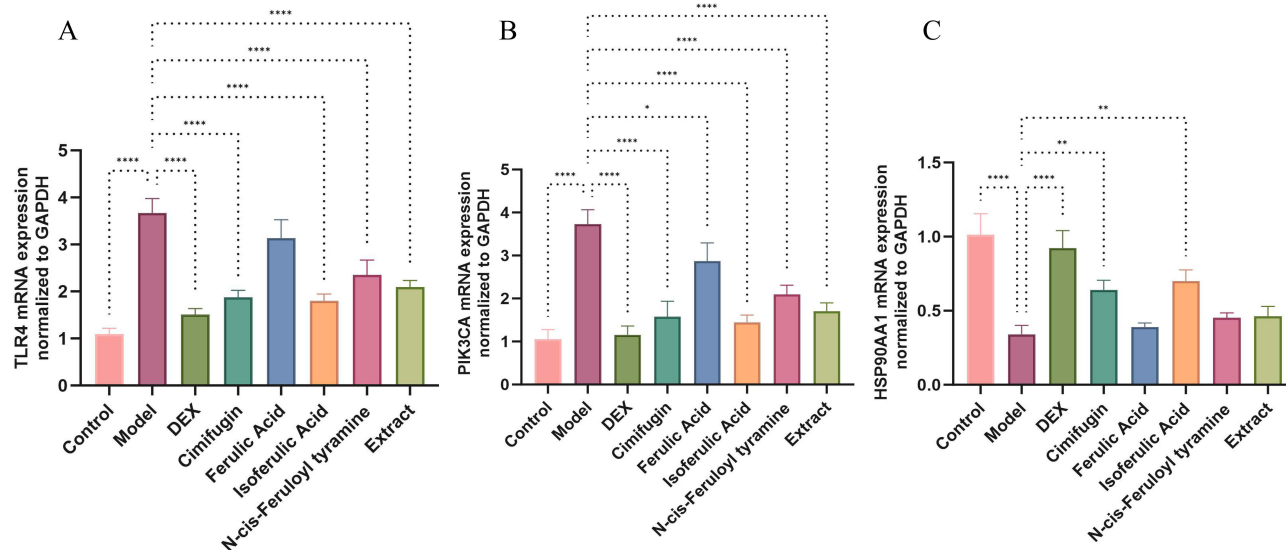 A
****
****
****
****
****
****
TLR4 mRNA expression
normalized to GAPDH
5
4
3
2
1
0
Control
Model
DEX
Cimifugin
Ferulic Acid
Isoferulic Acid
N-cis-Feruloyl tyramine
Extract
B
****
****
****
*
****
****
****
PIK3CA mRNA expression
normalized to GAPDH
5
4
3
2
1
0
Control
Model
DEX
Cimifugin
Ferulic Acid
Isoferulic Acid
N-cis-Feruloyl tyramine
Extract
C
**
**
****
****
HSP90AA1 mRNA expression
normalized to GAPDH
1.5
1.0
0.5
0.0
Control
Model
DEX
Cimifugin
Ferulic Acid
Isoferulic Acid
N-cis-Feruloyl tyramine
Extract